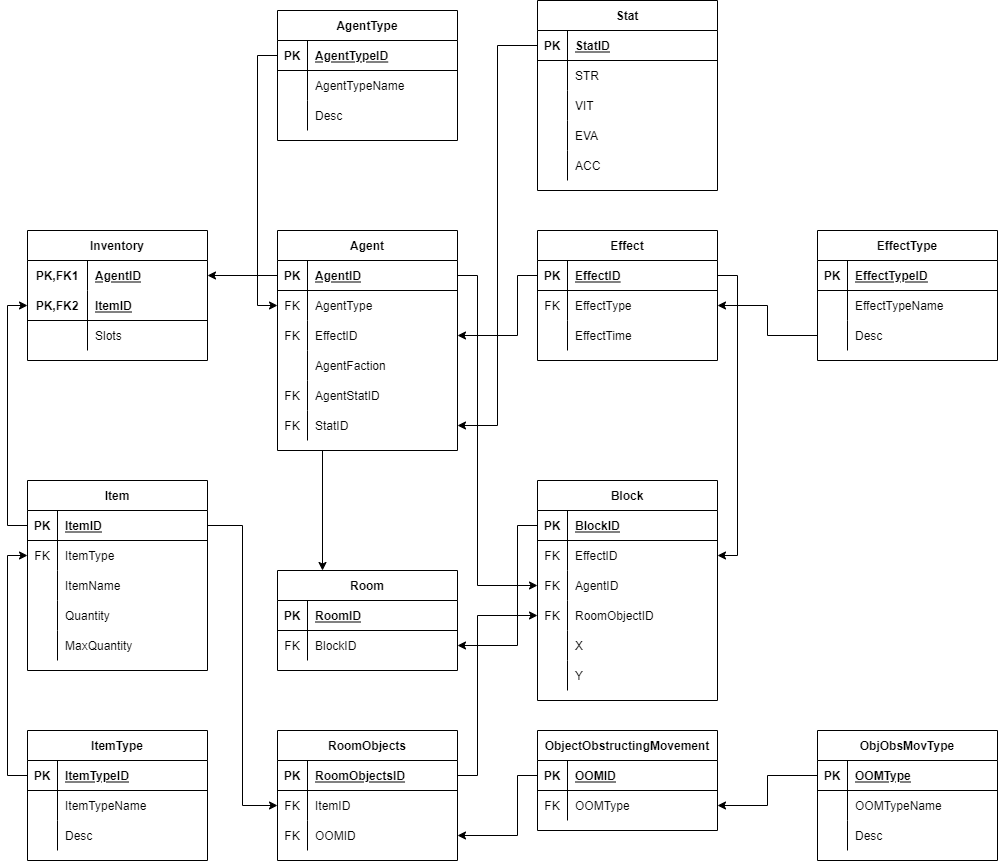 AgentType
PK AgentTypeID
AgentTypeName
Desc
Stat
PK StatID
STR
VIT
EVA
ACC
Inventory
PK,FK1 AgentID
PK,FK2 ItemID
Slots
Agent
PK AgentID
FK AgentType
FK EffectID
AgentFaction
FK AgentStatID
FK StatID
Effect
PK EffectID
FK EffectType
EffectTime
EffectType
PK EffectTypeID
EffectTypeName
Desc
Item
PK ItemID
FK ItemType
ItemName
Quantity
MaxQuantity
Room
PK RoomID
FK BlockID
Block
PK BlockID
FK EffectID
FK AgentID
FK RoomObjectID
X
Y
ItemType
PK ItemTypeID
ItemTypeName
Desc
RoomObjects
PK RoomObjectsID
FK ItemID
FK OOMID
ObjectObstructingMovement
PK OOMID
FK OOMType
ObjObsMovType
PK OOMType
OOMTypeName
Desc